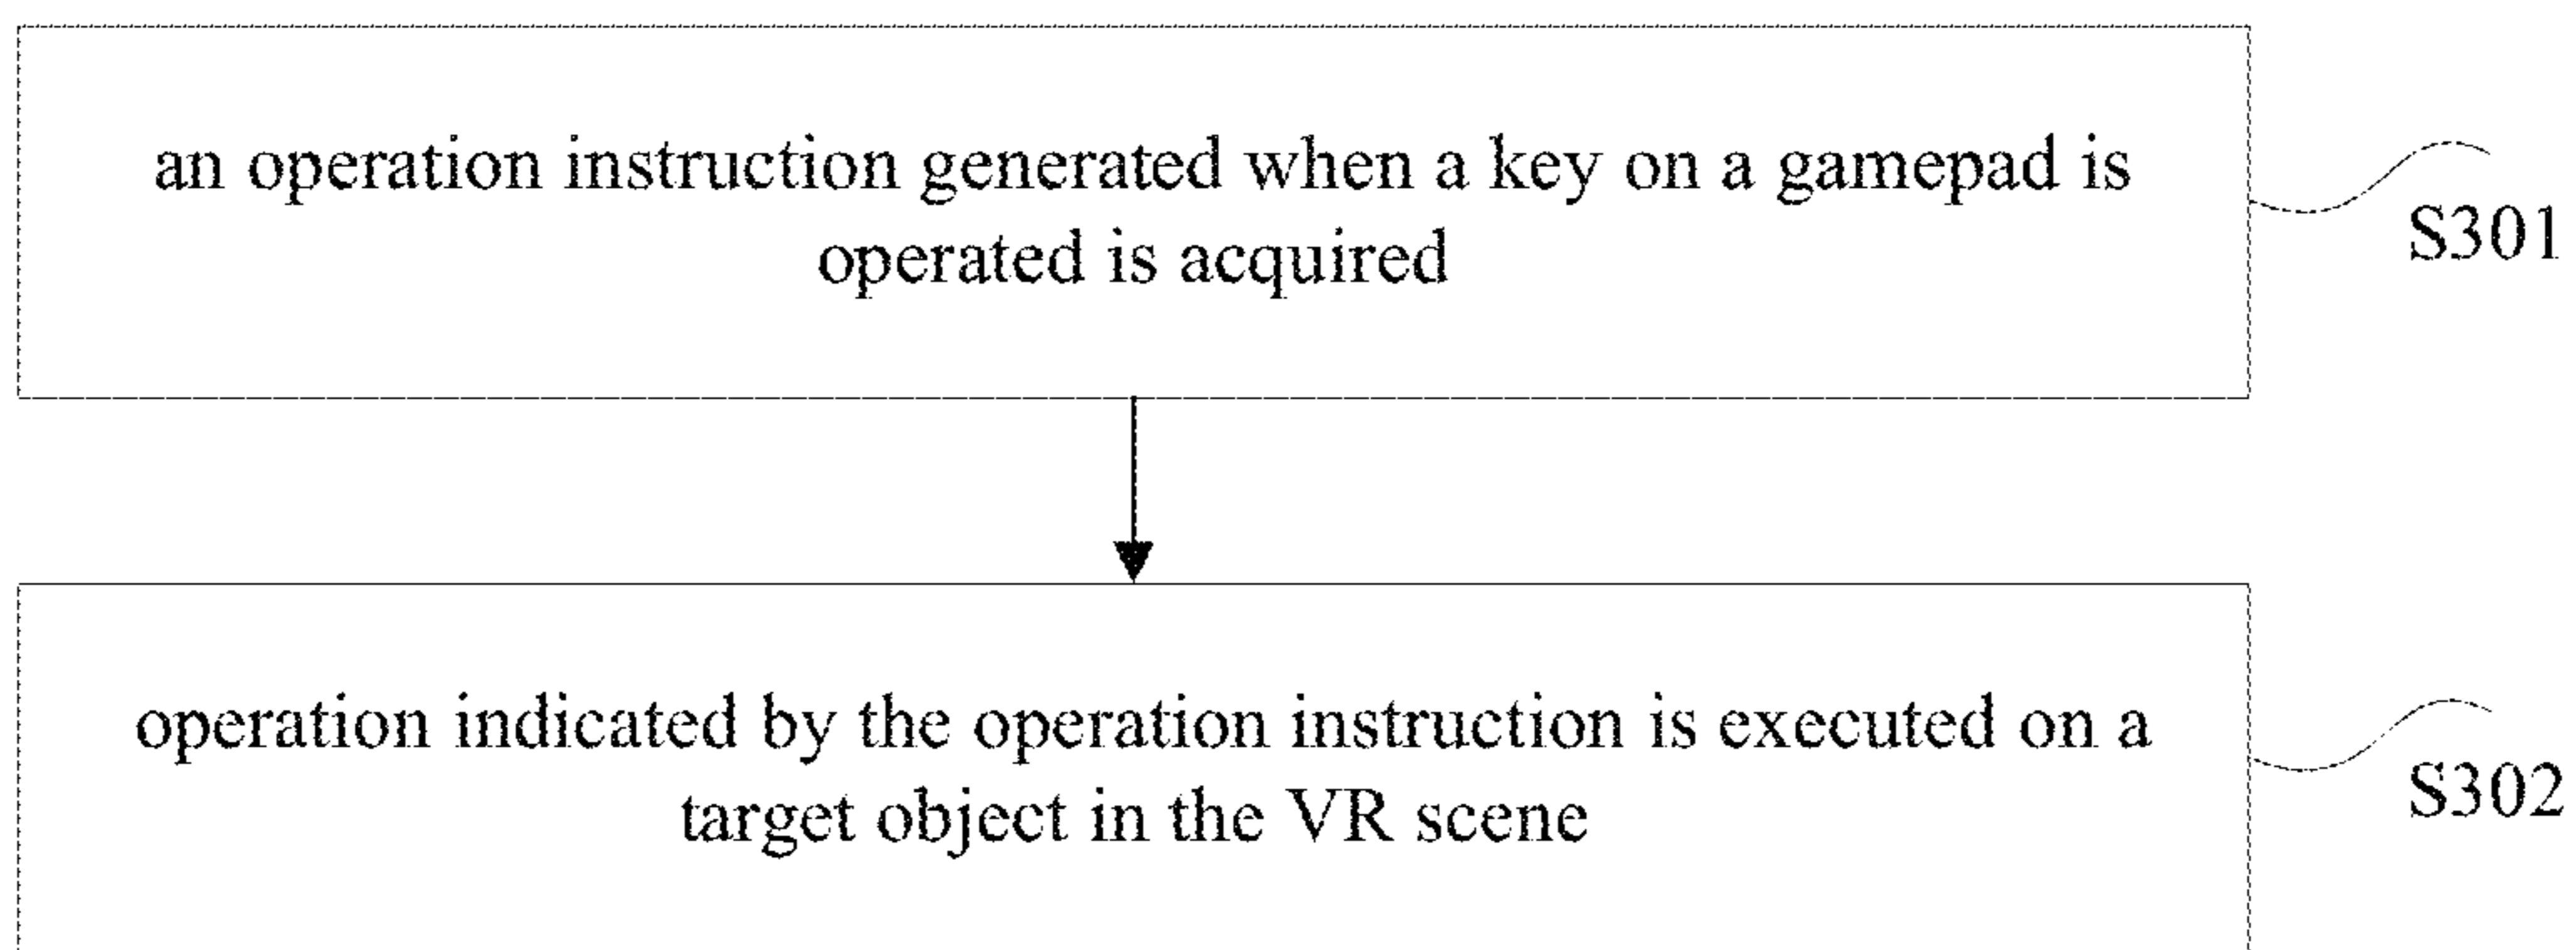 an operation instruction generated when a key on a gamepad is
operated is acquired
S301
operation indicated by the operation instruction is executed on a
target object in the VR scene
S302